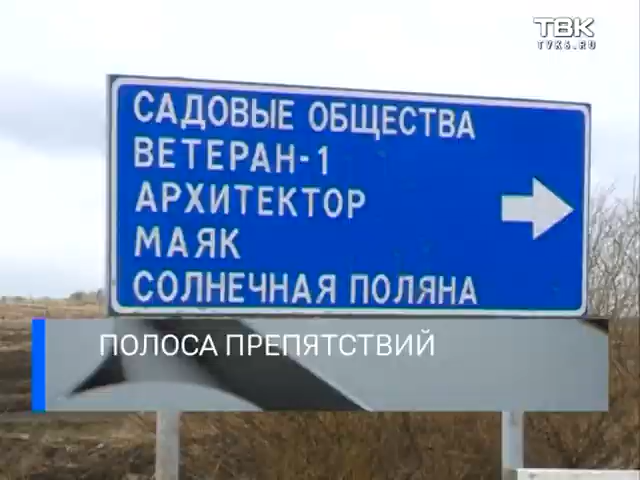 ТВК
TVK6.RU
САДОВЫЕ ОБЩЕСТВА
ВЕТЕРАН-1
АРХИТЕКТОР
МАЯК
СОЛНЕЧНАЯ ПОЛЯНА
ПОЛОСА ПРЕПЯТСТВИЙ